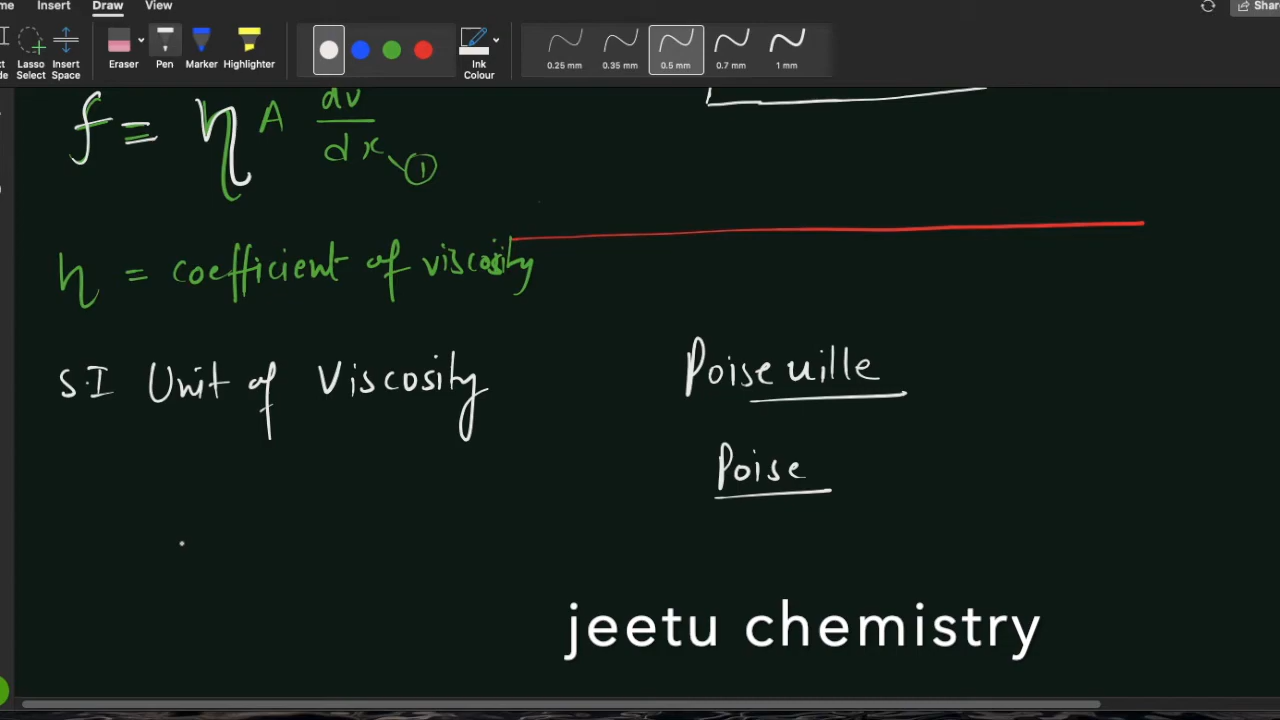 me Insert Draw View
Share
Lasso Select
Insert Space
Eraser
Pen
Marker
Highlighter
Ink Colour
0.25 mm
0.35 mm
0.5 mm
0.7 mm
1 mm
f = η A dv/dx ①
η = coefficient of viscosity
S.I Unit of Viscosity
Poiseuille
Poise
jeetu chemistry